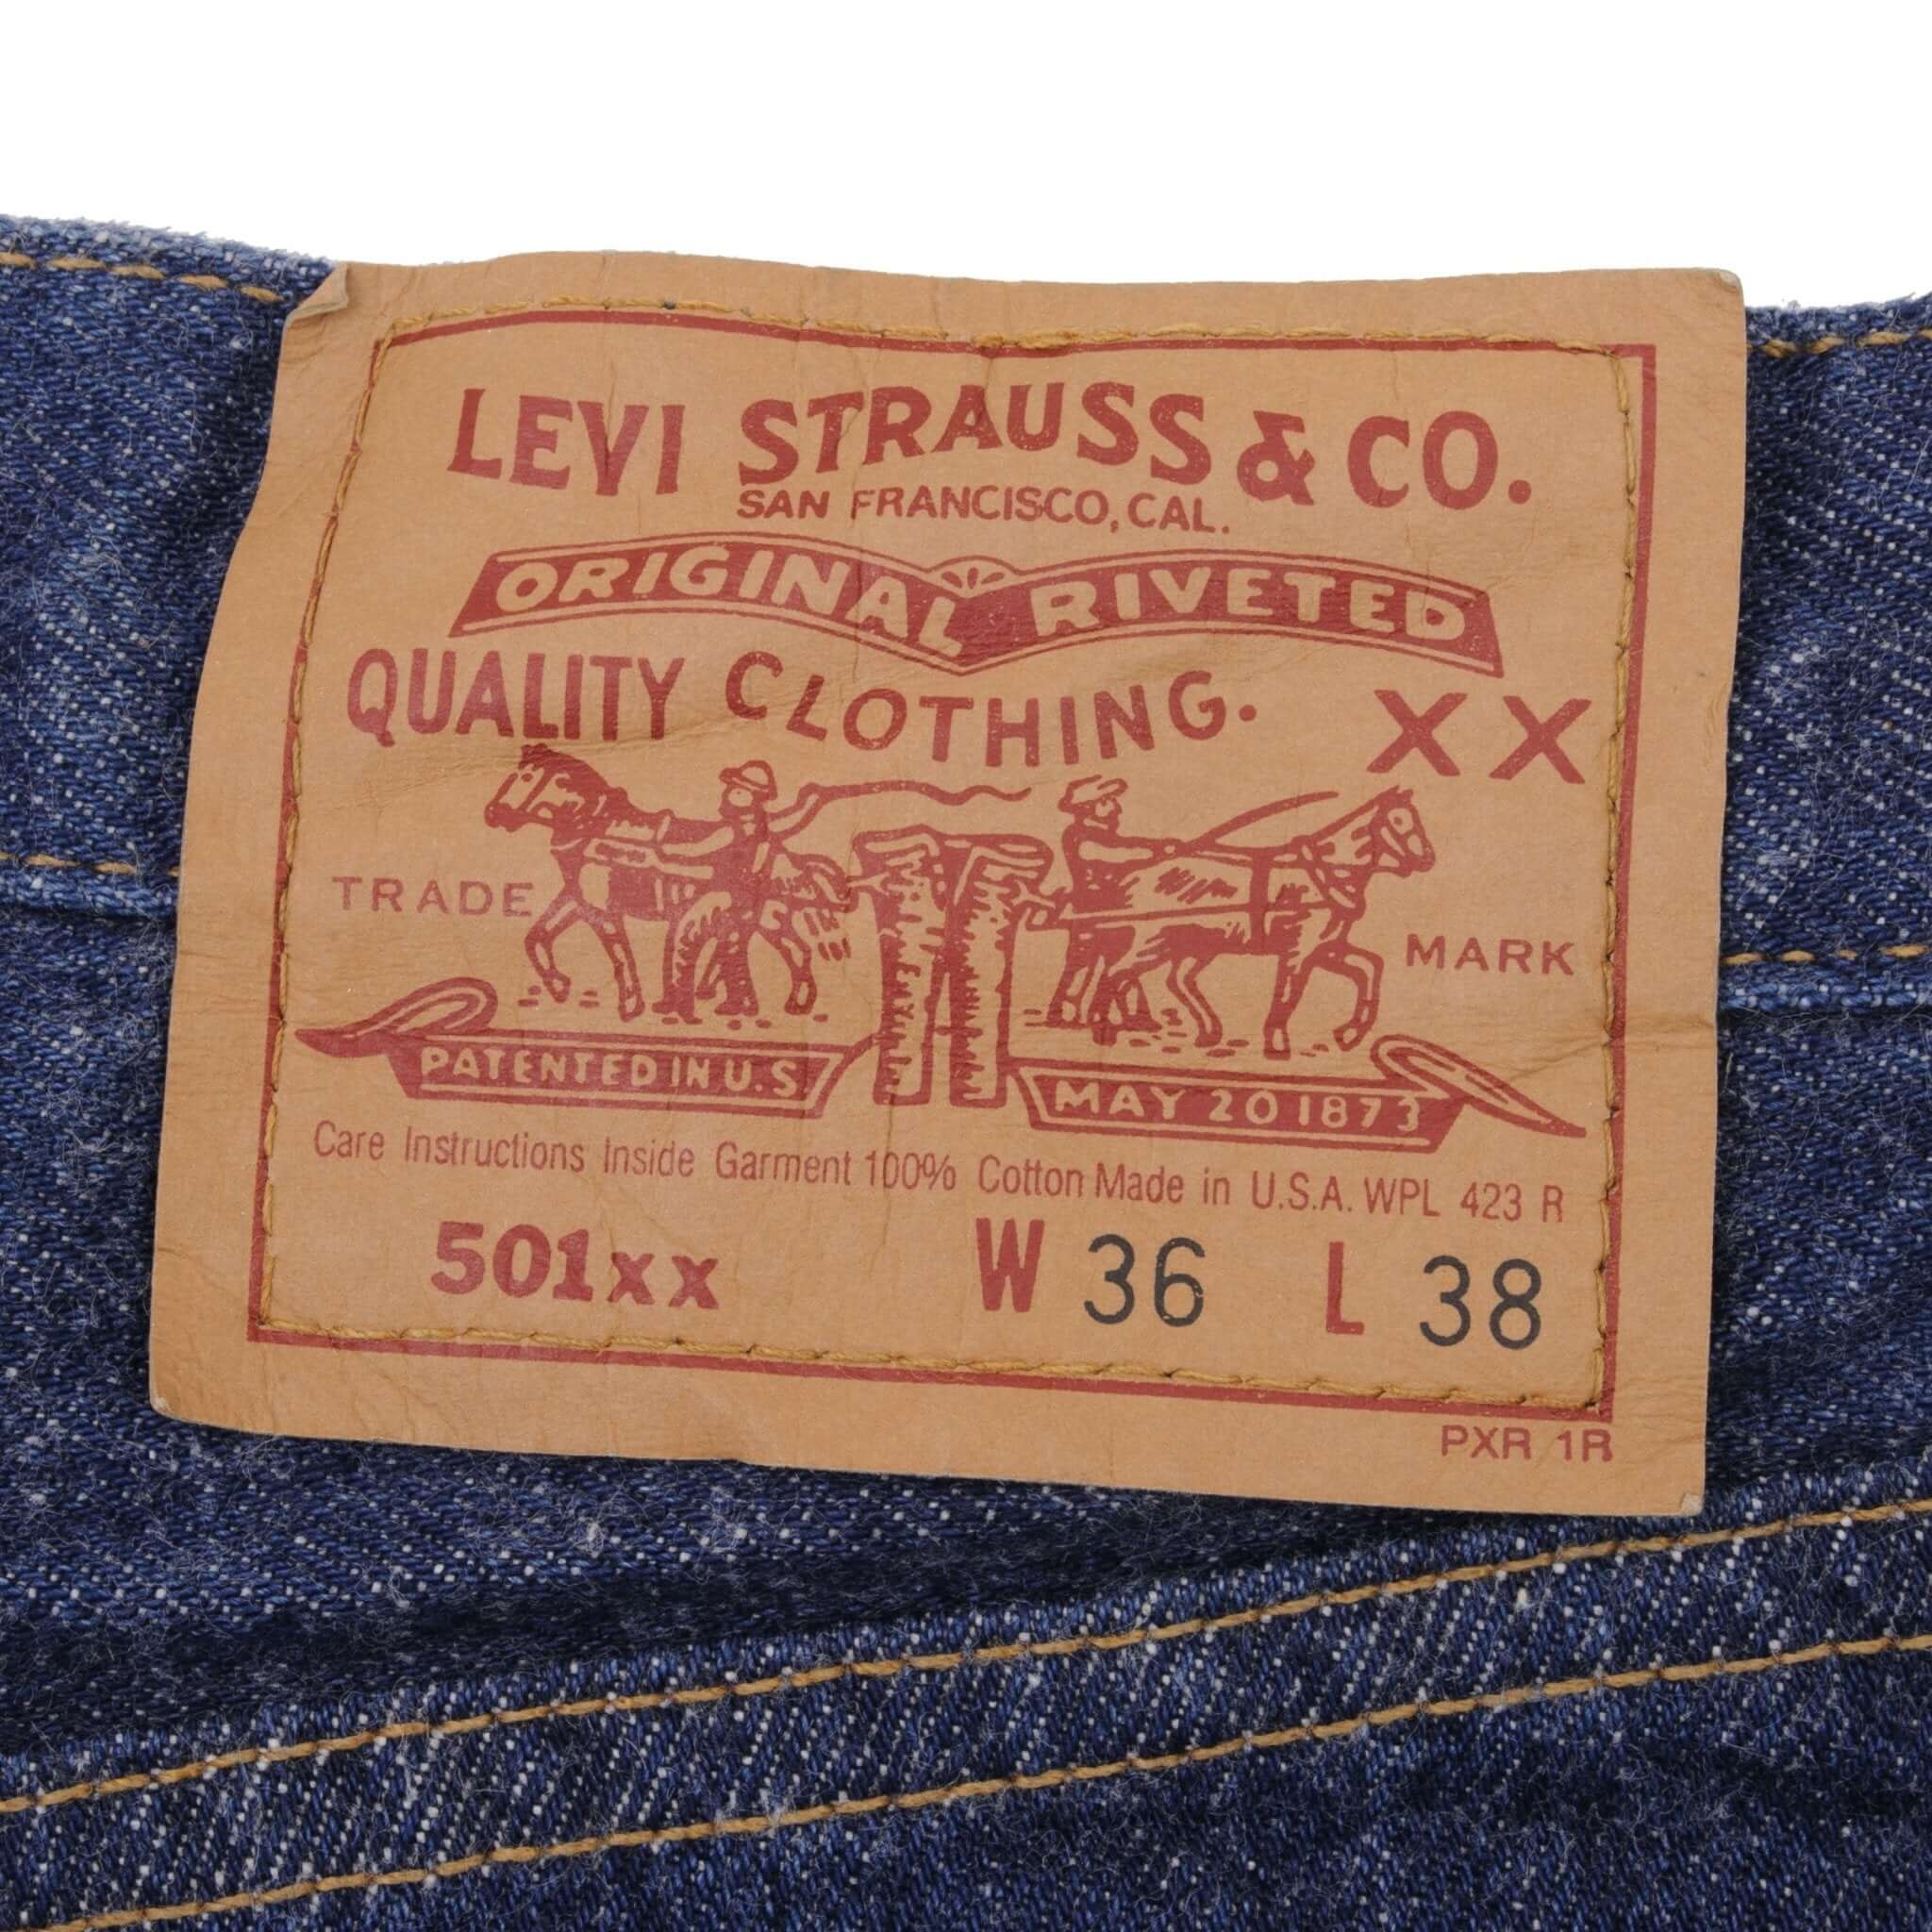 LEVI STRAUSS & CO.
SAN FRANCISCO, CAL.
ORIGINAL RIVETED
QUALITY CLOTHING.
XX
TRADE MARK
PATENTED IN U.S. MAY 20 1873
Care Instructions Inside Garment 100% Cotton Made in U.S.A. WPL 423 R
501xx W 36 L 38
PXR 1R